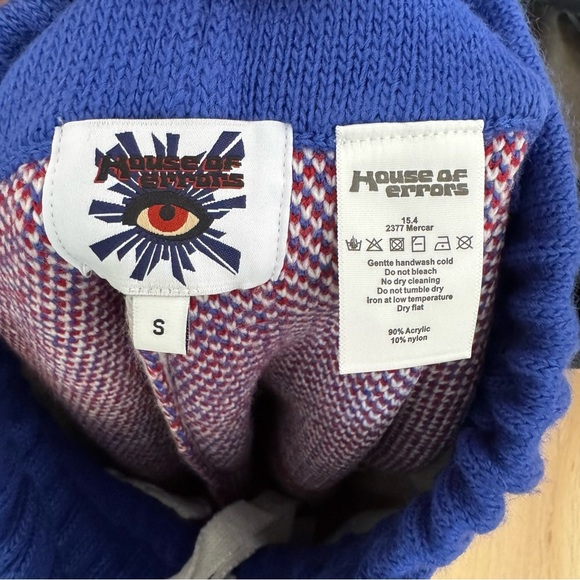 House of
errors
S
House of
errors
15.4
2377 Mercar
Gentte handwash cold
Do not bleach
No dry cleaning
Do not tumble dry
Iron at low temperature
Dry flat
90% Acrylic
10% nylon